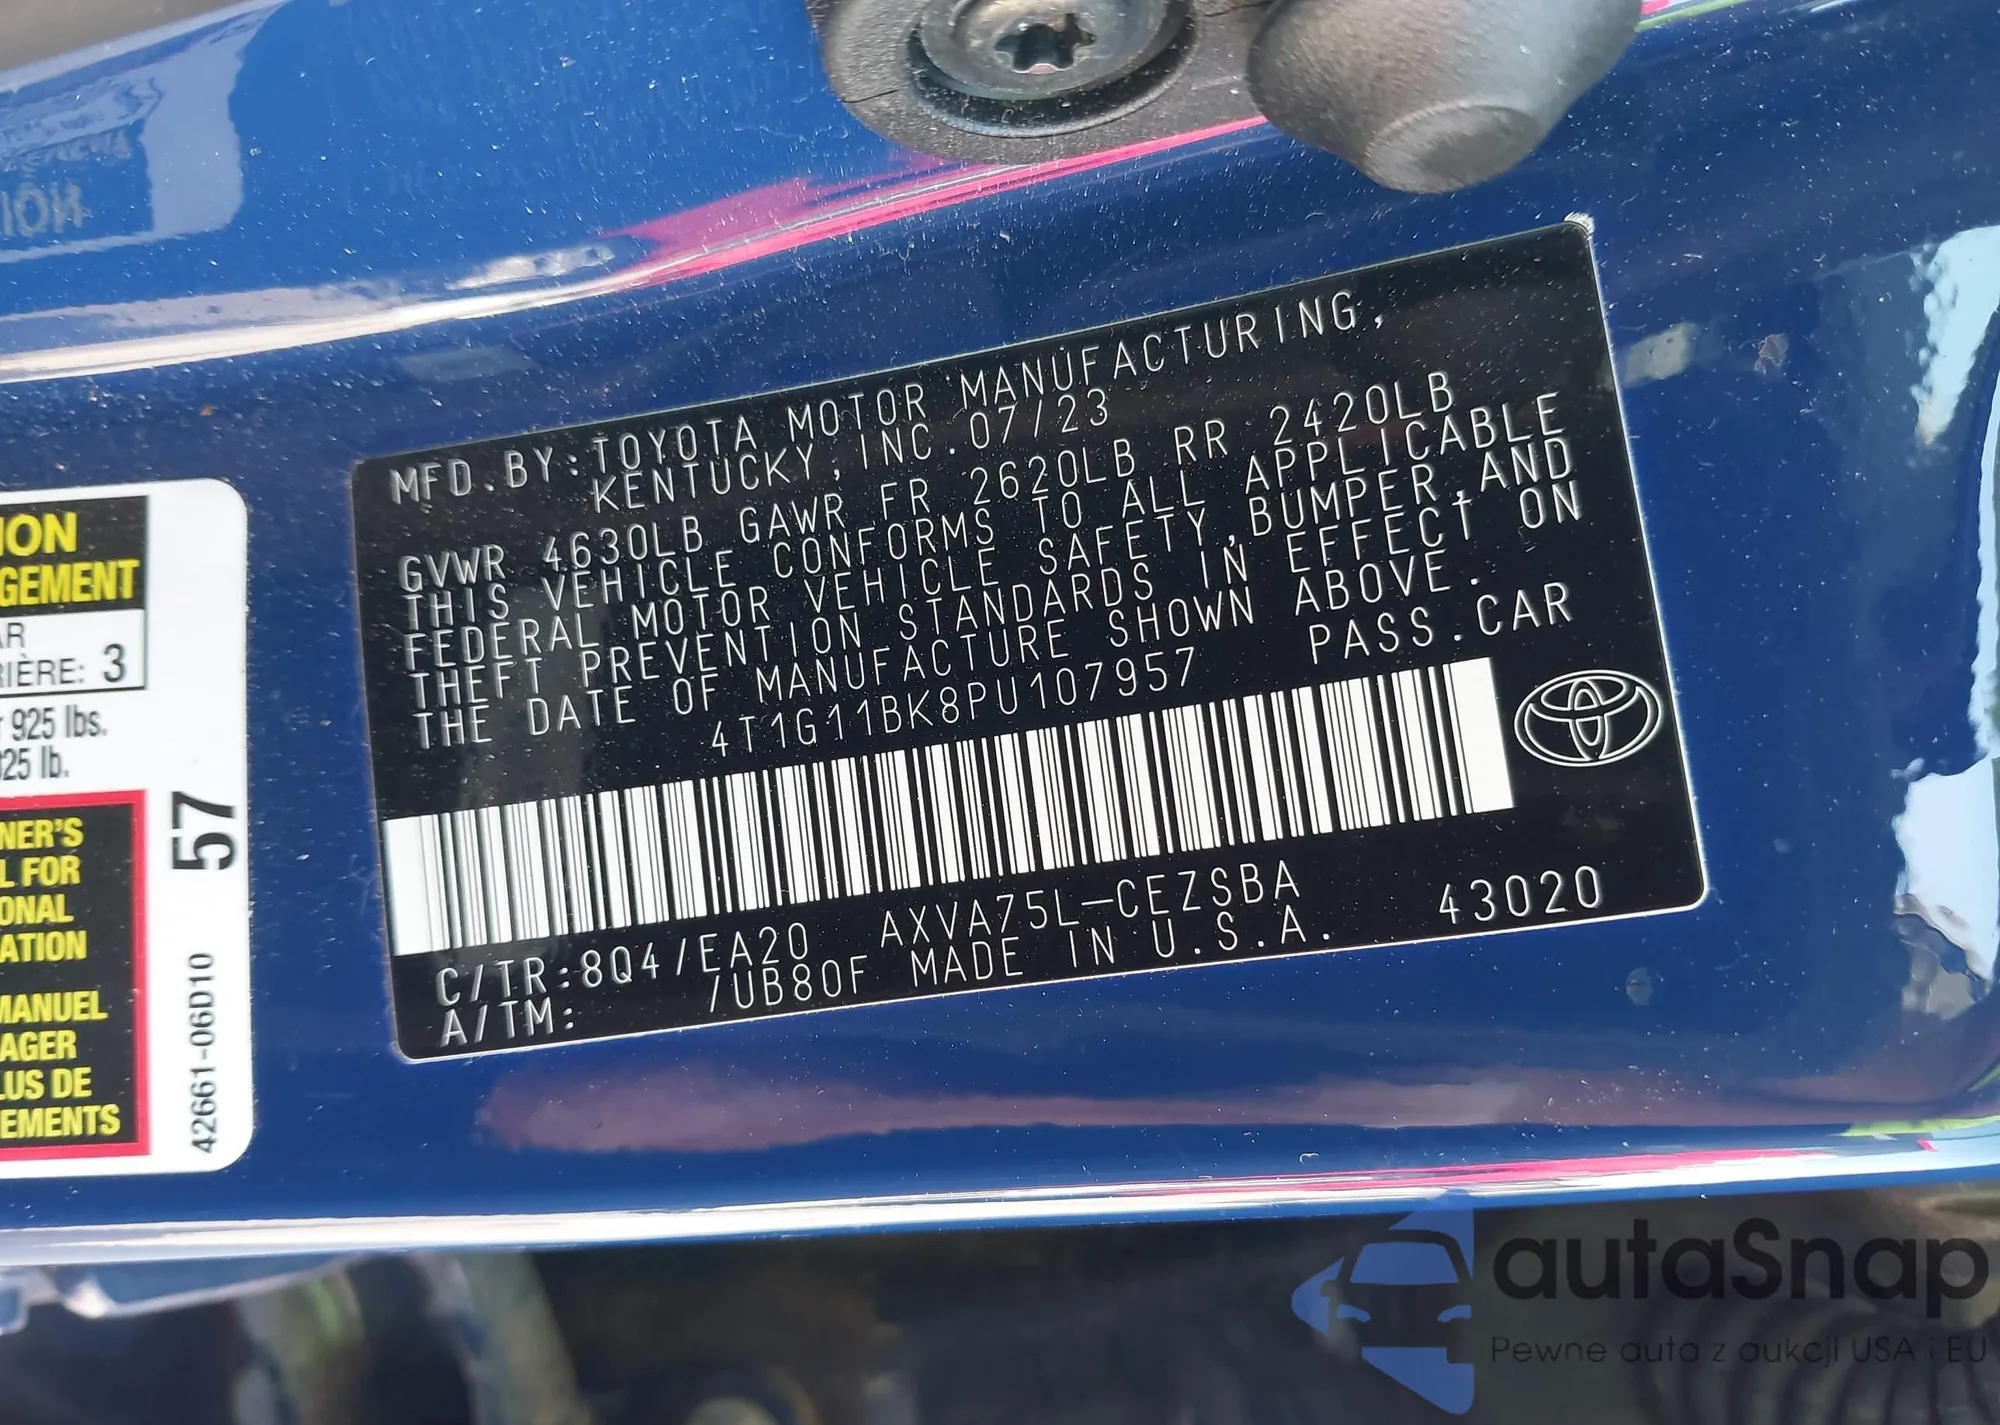 MFD.BY:TOYOTA MOTOR MANUFACTURING,
KENTUCKY,INC.07/23
GVWR 4630LB GAWR FR 2620LB RR 2420LB
THIS VEHICLE CONFORMS TO ALL APPLICABLE
FEDERAL MOTOR VEHICLE SAFETY,BUMPER,AND
THEFT PREVENTION STANDARDS IN EFFECT ON
THE DATE OF MANUFACTURE SHOWN ABOVE.
4T1G11BK8PU107957 PASS.CAR
C/TR:8Q4/EA20 AXVA75L-CEZSBA 43020
A/TM: /UB80F MADE IN U.S.A.
ION
GEMENT
AR
RIÈRE: 3
925 lbs.
925 lb.
NER'S
L FOR
ONAL
ATION
MANUEL
AGER
LUS DE
EMENTS
57
42661-06D10
autaSnap
Pewne auta z aukcji USA i EU